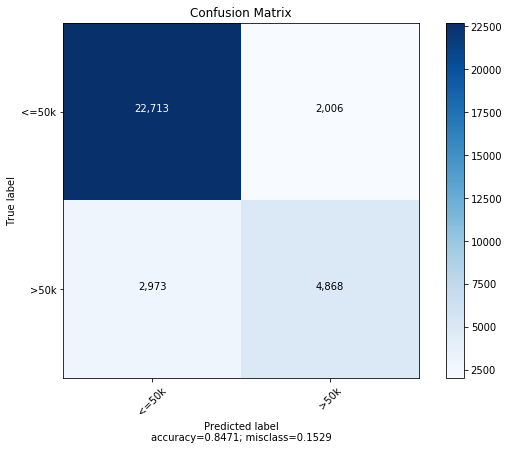 Confusion Matrix
22500
20000
17500
15000
12500
10000
7500
5000
2500
True label
<=50k
22,713
2,006
>50k
2,973
4,868
<=50k
>50k
Predicted label
accuracy=0.8471; misclass=0.1529